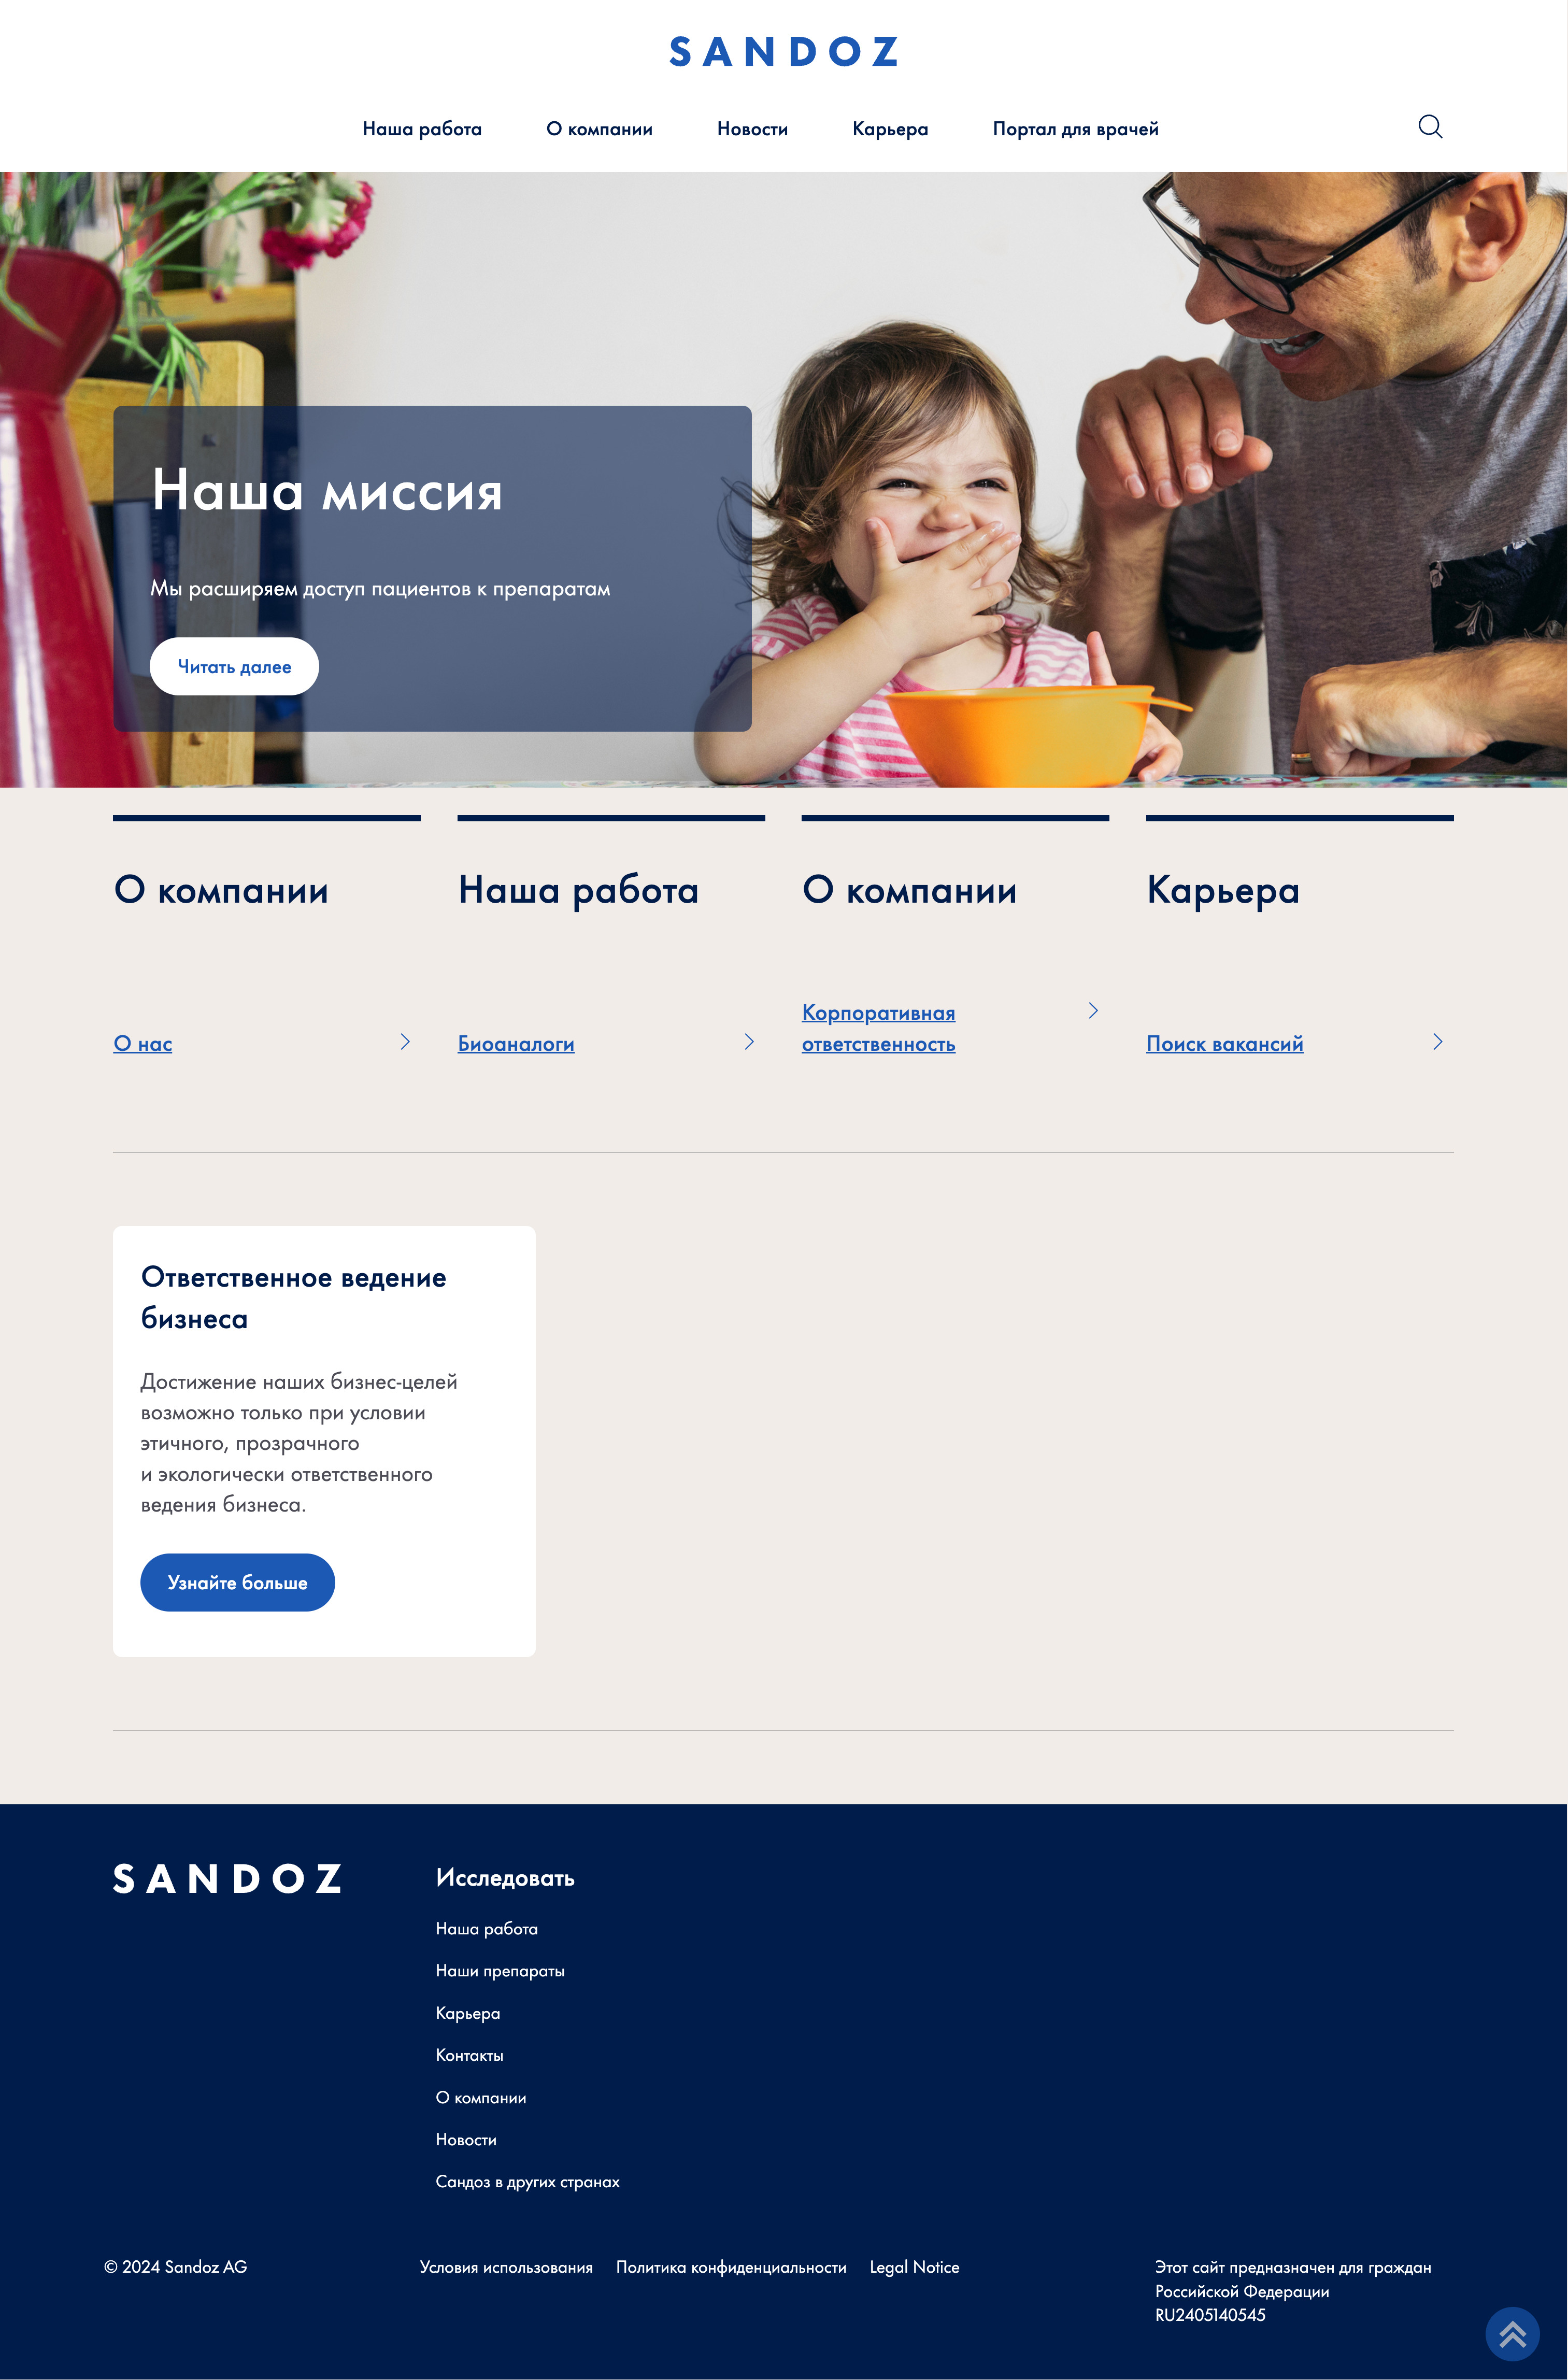 SANDOZ
Наша работа
О компании
Новости
Карьера
Портал для врачей
Наша миссия
Мы расширяем доступ пациентов к препаратам
Читать далее
О компании
О нас
Наша работа
Биоаналоги
О компании
Корпоративная
ответственность
Карьера
Поиск вакансий
Ответственное ведение
бизнеса
Достижение наших бизнес-целей
возможно только при условии
этичного, прозрачного
и экологически ответственного
ведения бизнеса.
Узнайте больше
SANDOZ
Исследовать
Наша работа
Наши препараты
Карьера
Контакты
О компании
Новости
Сандоз в других странах
© 2024 Sandoz AG
Условия использования
Политика конфиденциальности
Legal Notice
Этот сайт предназначен для граждан
Российской Федерации
RU2405140545